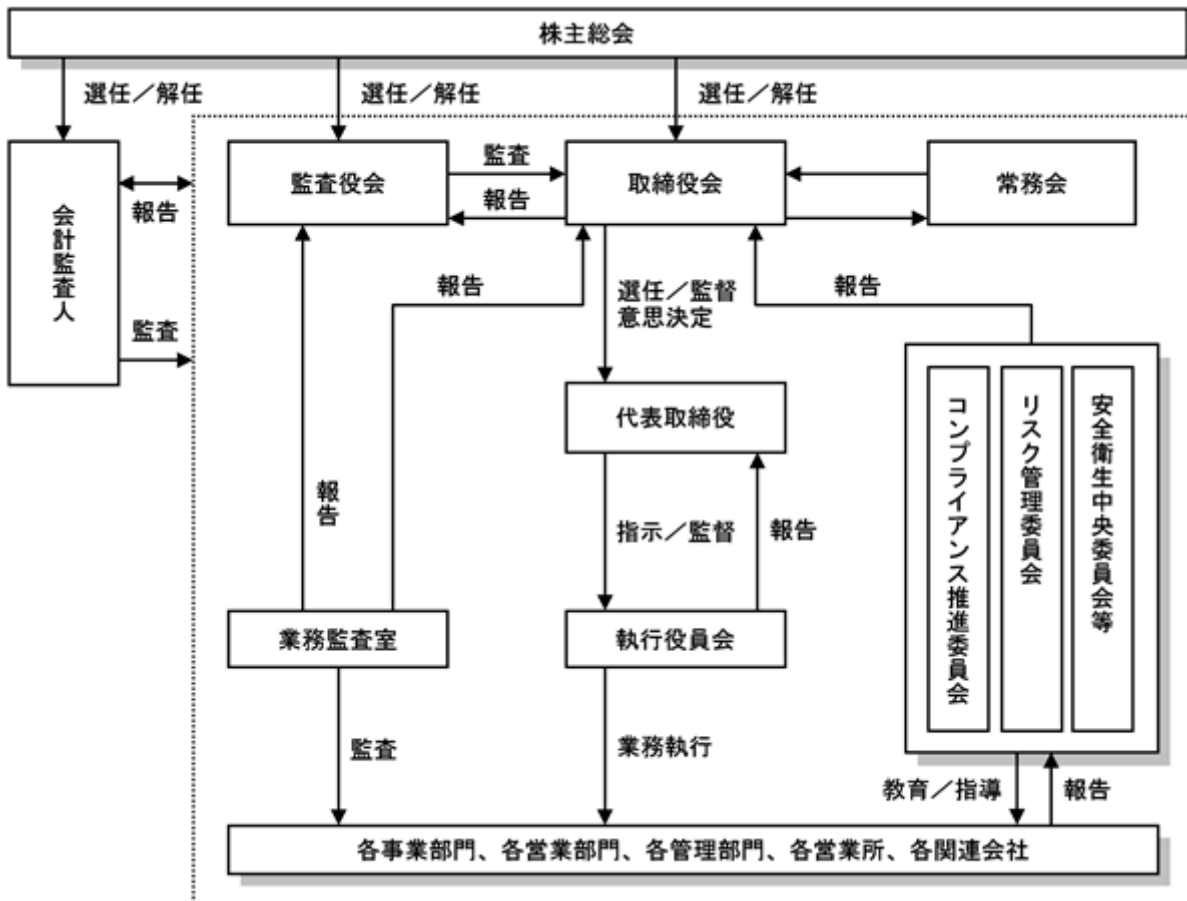 株主総会
選任／解任
選任／解任
選任／解任
会計監査人
報告
監査
監査役会
監査
報告
取締役会
常務会
報告
選任／監督
意思決定
報告
代表取締役
報告
指示／監督
報告
コンプライアンス推進委員会
リスク管理委員会
安全衛生中央委員会等
業務監査室
執行役員会
監査
業務執行
教育／指導
報告
各事業部門、各営業部門、各管理部門、各営業所、各関連会社